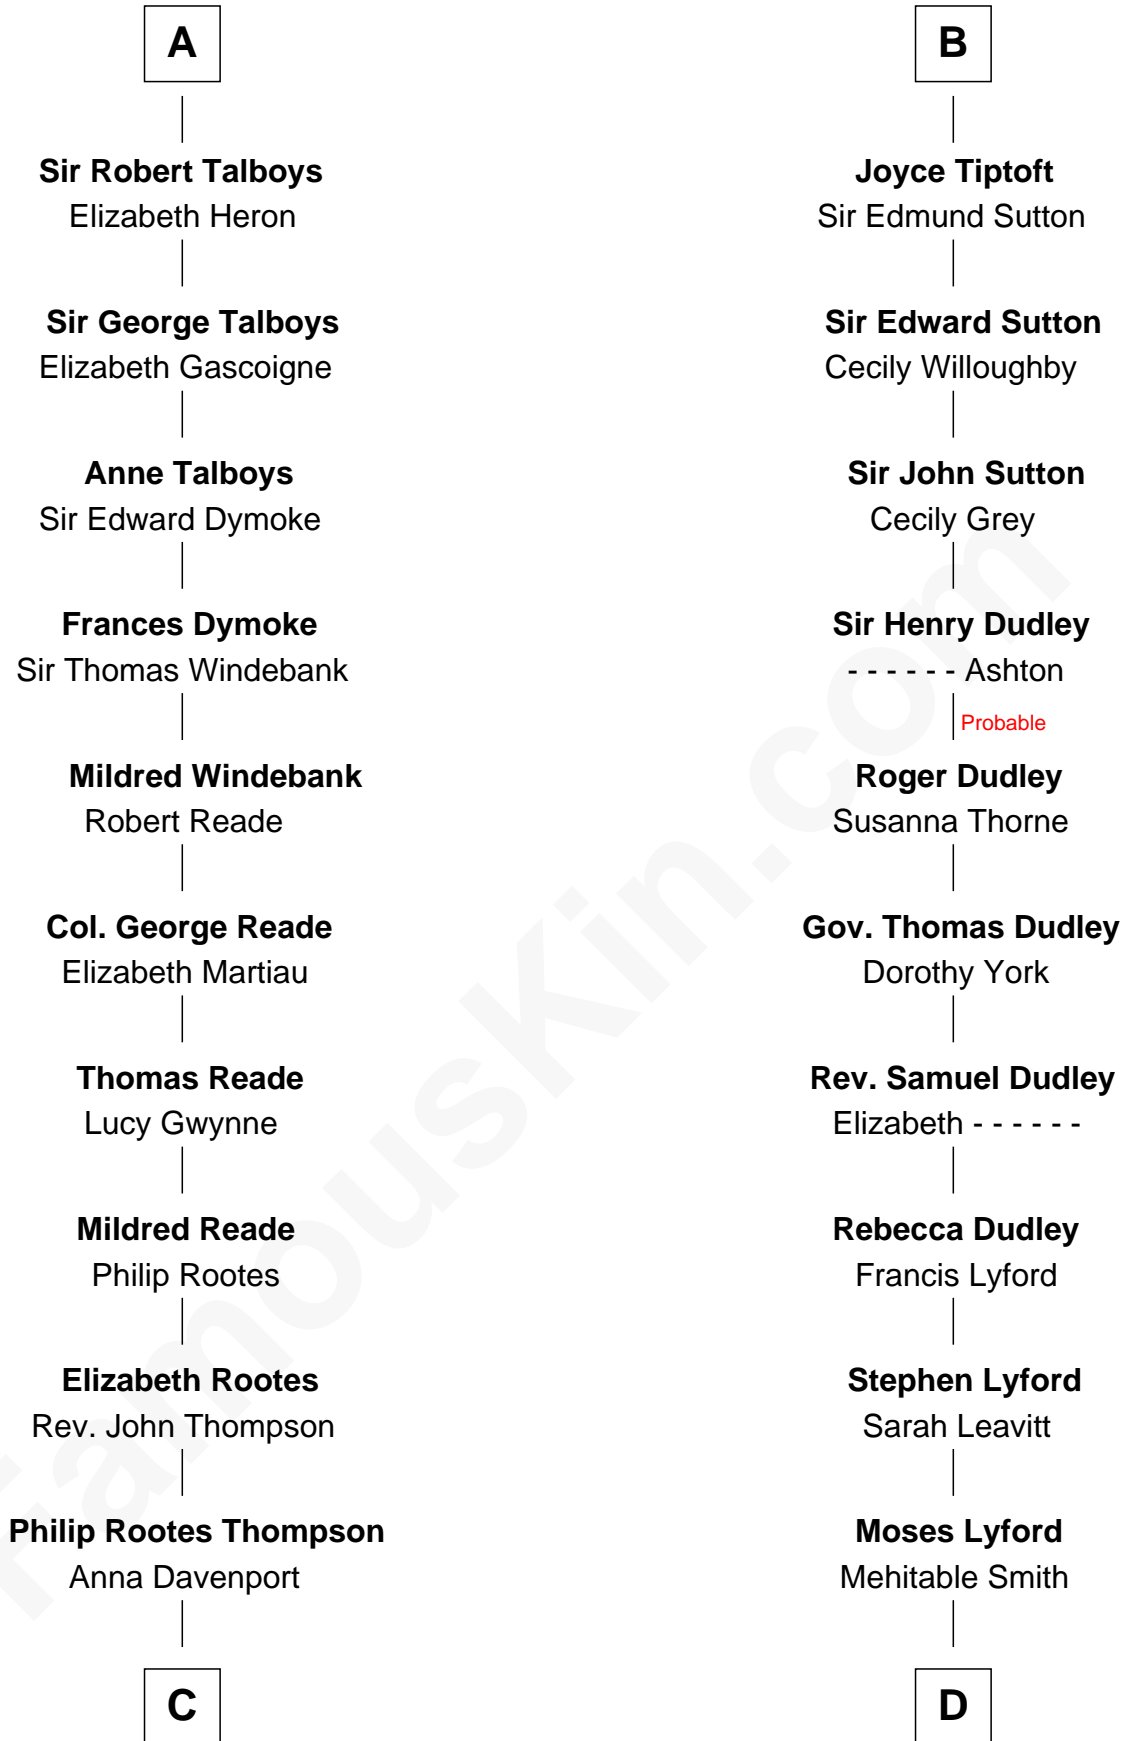 A
Sir Robert Talboys
Elizabeth Heron
Sir George Talboys
Elizabeth Gascoigne
Anne Talboys
Sir Edward Dymoke
Frances Dymoke
Sir Thomas Windebank
Mildred Windebank
Robert Reade
Col. George Reade
Elizabeth Martiau
Thomas Reade
Lucy Gwynne
Mildred Reade
Philip Rootes
Elizabeth Rootes
Rev. John Thompson
Philip Rootes Thompson
Anna Davenport
C
B
Joyce Tiptoft
Sir Edmund Sutton
Sir Edward Sutton
Cecily Willoughby
Sir John Sutton
Cecily Grey
Sir Henry Dudley
- - - - - - Ashton
Probable
Roger Dudley
Susanna Thorne
Gov. Thomas Dudley
Dorothy York
Rev. Samuel Dudley
Elizabeth - - - - - -
Rebecca Dudley
Francis Lyford
Stephen Lyford
Sarah Leavitt
Moses Lyford
Mehitable Smith
D
FamousKin.com